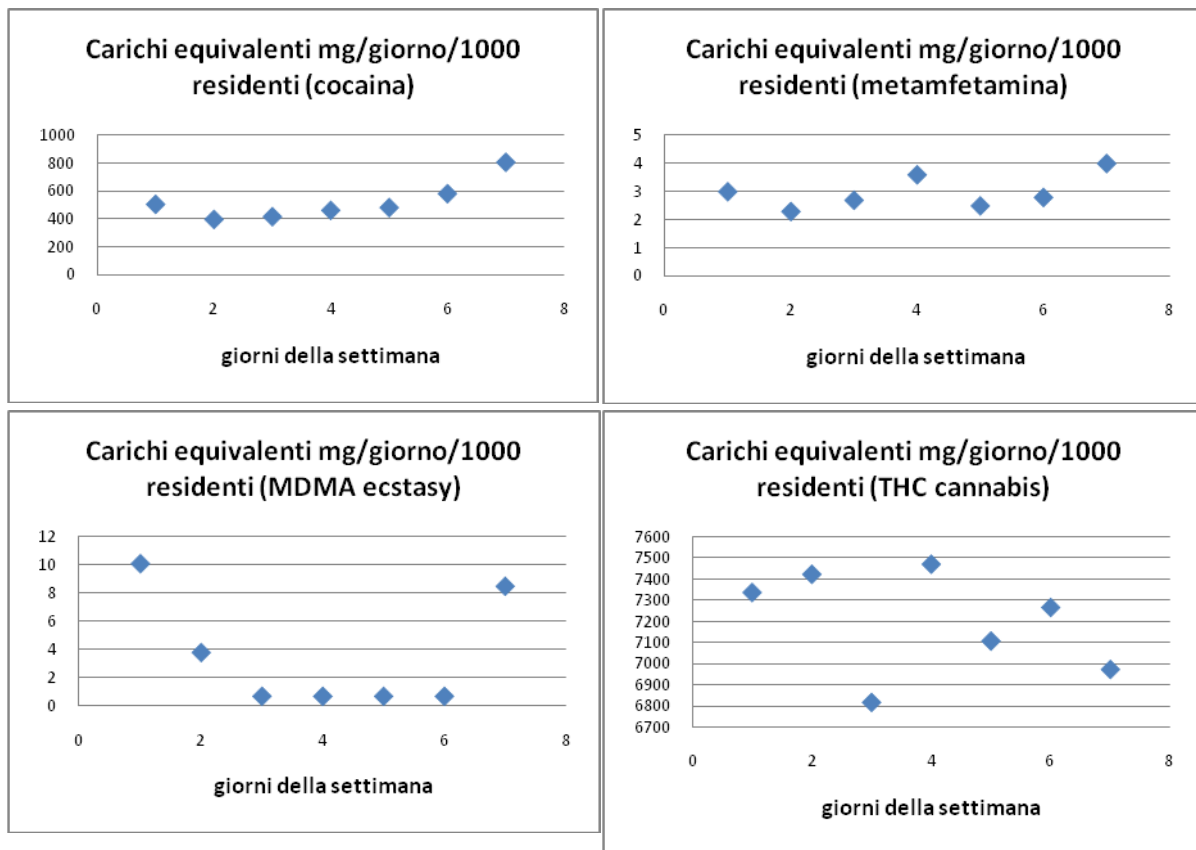 Carichi equivalenti mg/giorno/1000
residenti (cocaina)
1000
800
600
400
200
0
0 2 4 6 8
giorni della settimana
Carichi equivalenti mg/giorno/1000
residenti (metamfetamina)
5
4
3
2
1
0
0 2 4 6 8
giorni della settimana
Carichi equivalenti mg/giorno/1000
residenti (MDMA ecstasy)
12
10
8
6
4
2
0
0 2 4 6 8
giorni della settimana
Carichi equivalenti mg/giorno/1000
residenti (THC cannabis)
7600
7500
7400
7300
7200
7100
7000
6900
6800
6700
0 2 4 6 8
giorni della settimana